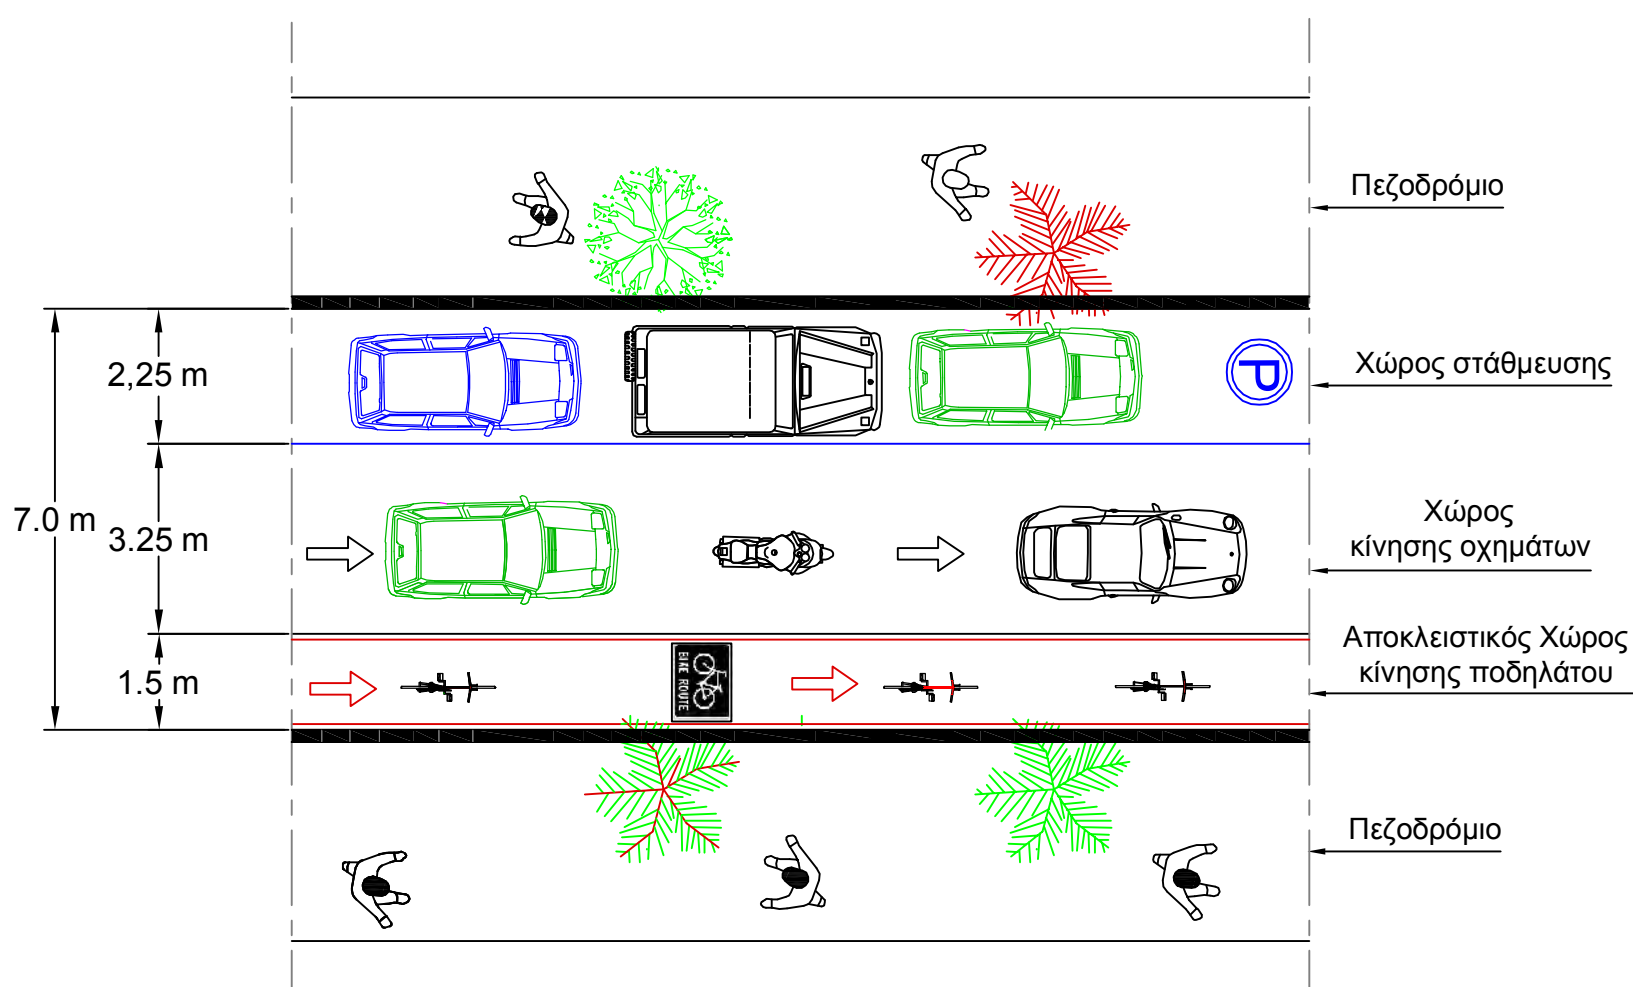 Πεζοδρόμιο
2,25 m
Χώρος στάθμευσης
P
7.0 m
3.25 m
Χώρος
κίνησης οχημάτων
Αποκλειστικός Χώρος
κίνησης ποδηλάτου
1.5 m
BIKE ROUTE
Πεζοδρόμιο